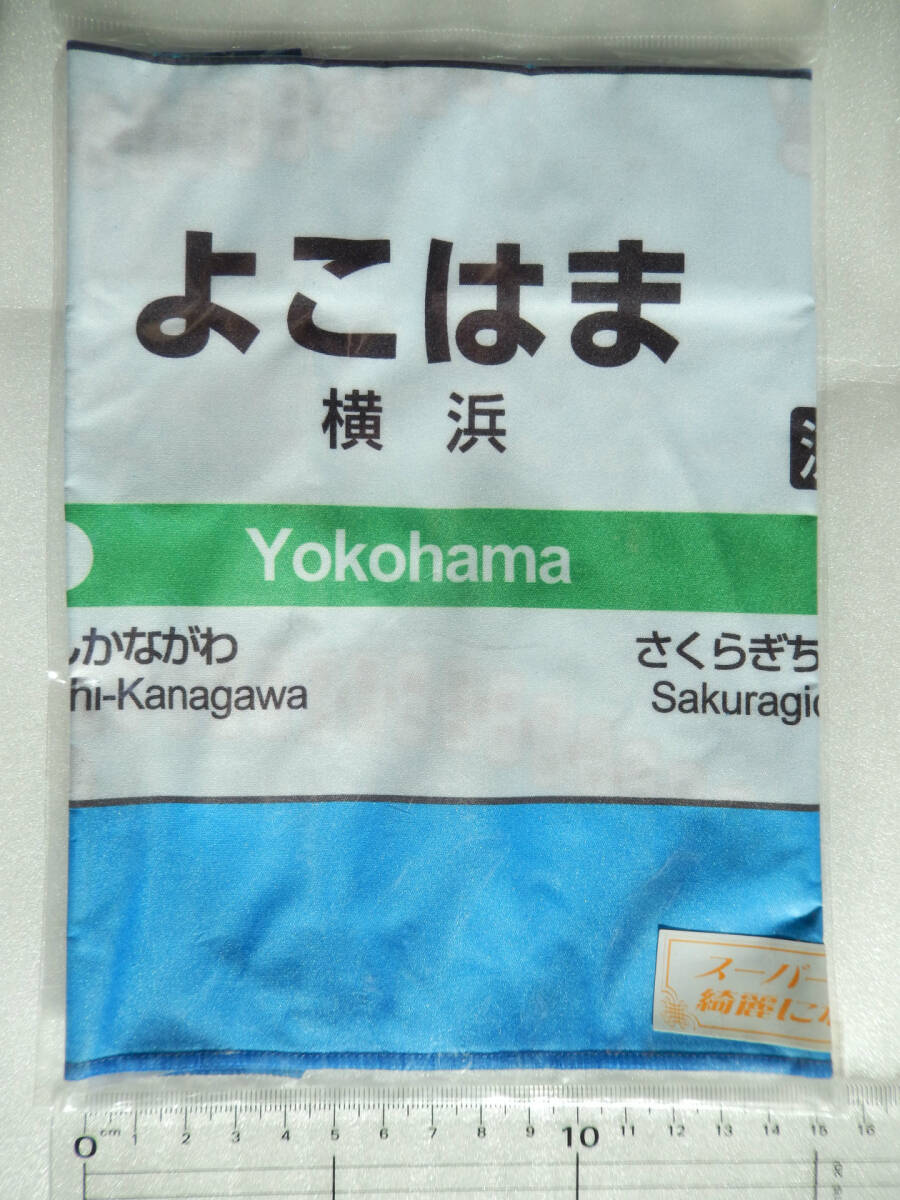 よこはま
横浜
Yokohama
かながわ
さくらぎち
hi-Kanagawa
Sakuragi
スーパー
綺麗に
0 cm 1 2 3 4 5 6 7 8 9 10 11 12 13 14 15 16